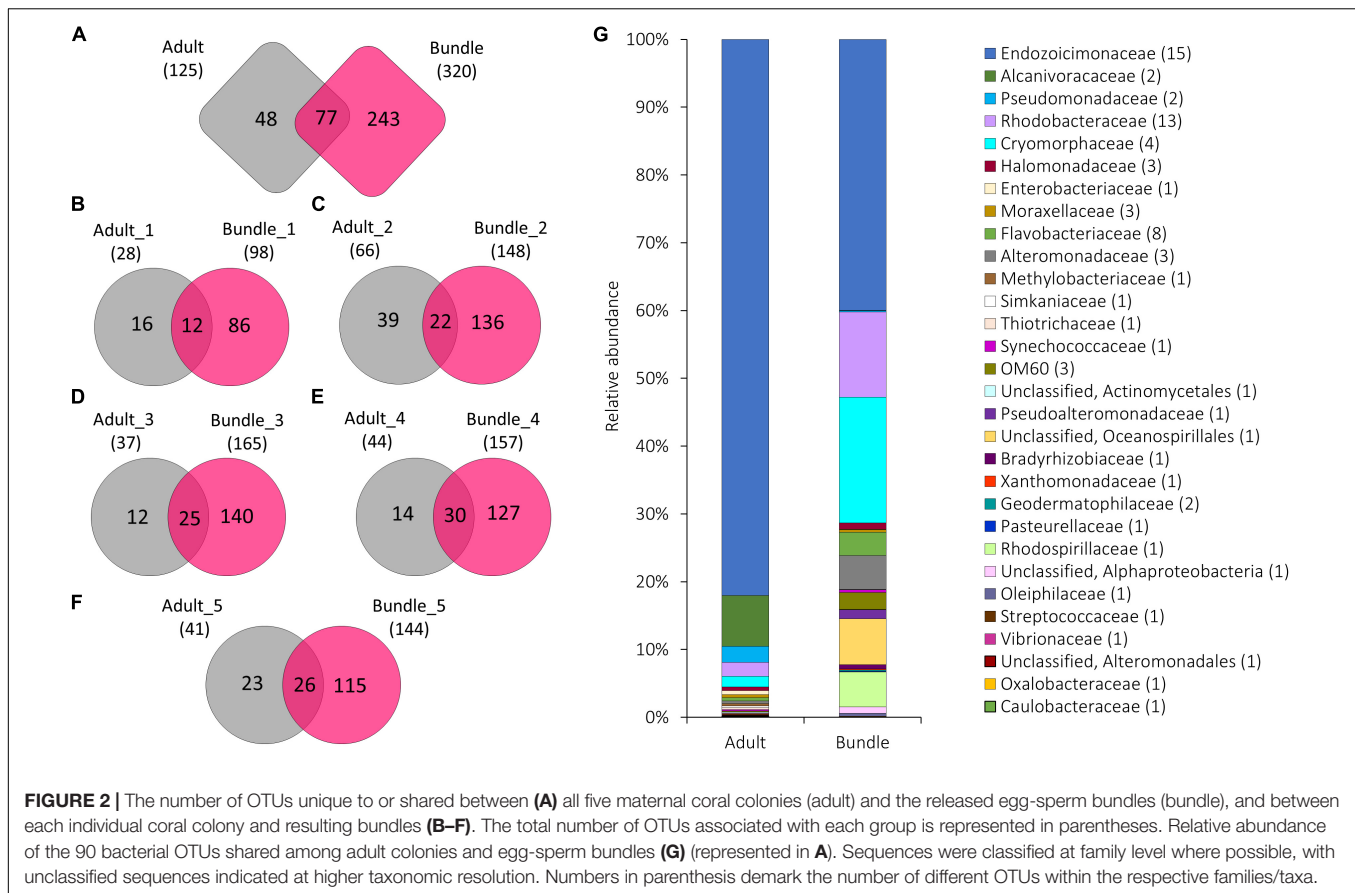 A
Adult
(125)
Bundle
(320)
48
77
243
B
Adult_1
(28)
Bundle_1
(98)
16
12
86
C
Adult_2
(66)
Bundle_2
(148)
39
22
136
D
Adult_3
(37)
Bundle_3
(165)
12
25
140
E
Adult_4
(44)
Bundle_4
(157)
14
30
127
F
Adult_5
(41)
Bundle_5
(144)
23
26
115
G
Relative abundance
100%
90%
80%
70%
60%
50%
40%
30%
20%
10%
0%
Adult
Bundle
Endozoicimonaceae (15)
Alcanivoracaceae (2)
Pseudomonadaceae (2)
Rhodobacteraceae (13)
Cryomorphaceae (4)
Halomonadaceae (3)
Enterobacteriaceae (1)
Moraxellaceae (3)
Flavobacteriaceae (8)
Alteromonadaceae (3)
Methylobacteriaceae (1)
Simkaniaceae (1)
Thiotrichaceae (1)
Synechococcaceae (1)
OM60 (3)
Unclassified, Actinomycetales (1)
Pseudoalteromonadaceae (1)
Unclassified, Oceanospirillales (1)
Bradyrhizobiaceae (1)
Xanthomonadaceae (1)
Geodermatophilaceae (2)
Pasteurellaceae (1)
Rhodospirillaceae (1)
Unclassified, Alphaproteobacteria (1)
Oleiphilaceae (1)
Streptococcaceae (1)
Vibrionaceae (1)
Unclassified, Alteromonadales (1)
Oxalobacteraceae (1)
Caulobacteraceae (1)
FIGURE 2 | The number of OTUs unique to or shared between (A) all five maternal coral colonies (adult) and the released egg-sperm bundles (bundle), and between
each individual coral colony and resulting bundles (B–F). The total number of OTUs associated with each group is represented in parentheses. Relative abundance
of the 90 bacterial OTUs shared among adult colonies and egg-sperm bundles (G) (represented in A). Sequences were classified at family level where possible, with
unclassified sequences indicated at higher taxonomic resolution. Numbers in parenthesis demark the number of different OTUs within the respective families/taxa.